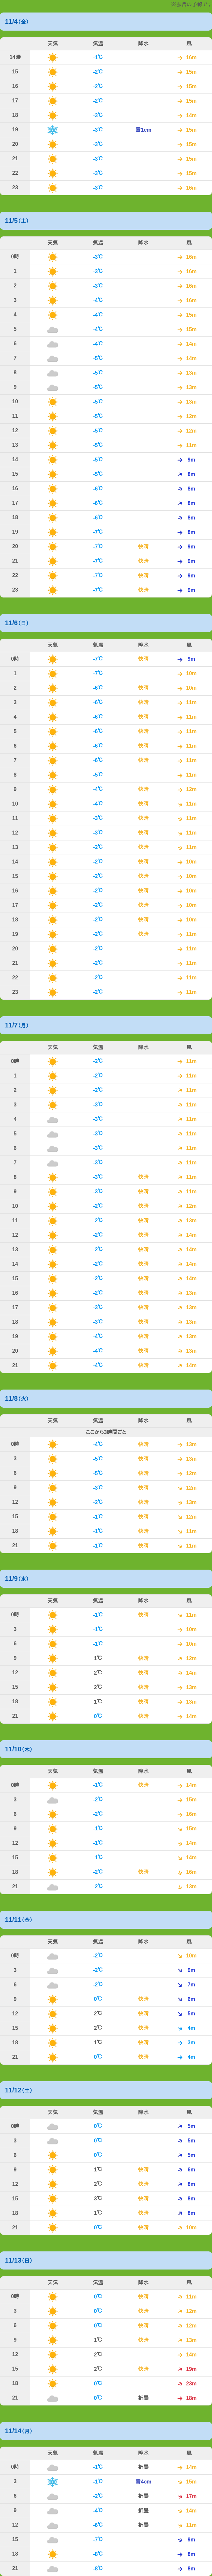 11/4(金)
天気 気温 降水 風
14時 -1℃ 16m
15 -2℃ 15m
16 -2℃ 15m
17 -2℃ 15m
18 -3℃ 14m
19 -3℃ 雪1cm 15m
20 -3℃ 15m
21 -3℃ 15m
22 -3℃ 15m
23 -3℃ 16m
11/5(土)
天気 気温 降水 風
0時 -3℃ 16m
1 -3℃ 16m
2 -3℃ 16m
3 -4℃ 16m
4 -4℃ 15m
5 -4℃ 15m
6 -4℃ 14m
7 -5℃ 14m
8 -5℃ 13m
9 -5℃ 13m
10 -5℃ 13m
11 -5℃ 12m
12 -5℃ 12m
13 -5℃ 11m
14 -5℃ 9m
15 -5℃ 8m
16 -6℃ 8m
17 -6℃ 8m
18 -6℃ 8m
19 -7℃ 9m
20 -7℃ 快晴 9m
21 -7℃ 快晴 9m
22 -7℃ 快晴 9m
23 -7℃ 快晴 9m
11/6(日)
天気 気温 降水 風
0時 -7℃ 快晴 9m
1 -7℃ 10m
2 -6℃ 快晴 10m
3 -6℃ 快晴 11m
4 -6℃ 快晴 11m
5 -6℃ 快晴 11m
6 -6℃ 快晴 11m
7 -6℃ 快晴 11m
8 -5℃ 11m
9 -4℃ 快晴 12m
10 -4℃ 快晴 11m
11 -3℃ 快晴 11m
12 -3℃ 快晴 11m
13 -2℃ 快晴 11m
14 -2℃ 快晴 10m
15 -2℃ 快晴 10m
16 -2℃ 快晴 10m
17 -2℃ 快晴 10m
18 -2℃ 快晴 10m
19 -2℃ 快晴 11m
20 -2℃ 11m
21 -2℃ 11m
22 -2℃ 11m
23 -2℃ 11m
11/7(月)
天気 気温 降水 風
0時 -2℃ 11m
1 -2℃ 11m
2 -2℃ 11m
3 -3℃ 11m
4 -3℃ 11m
5 -3℃ 11m
6 -3℃ 11m
7 -3℃ 11m
8 -3℃ 快晴 11m
9 -3℃ 快晴 11m
10 -2℃ 快晴 12m
11 -2℃ 快晴 13m
12 -2℃ 快晴 14m
13 -2℃ 快晴 14m
14 -2℃ 快晴 14m
15 -2℃ 快晴 14m
16 -2℃ 快晴 13m
17 -3℃ 快晴 13m
18 -3℃ 快晴 13m
19 -4℃ 快晴 13m
20 -4℃ 快晴 13m
21 -4℃ 快晴 14m
11/8(火)
天気 気温 降水 風
ここから3時間ごと
0時 -4℃ 快晴 13m
3 -5℃ 快晴 13m
6 -5℃ 快晴 12m
9 -3℃ 快晴 12m
12 -2℃ 快晴 13m
15 -1℃ 快晴 12m
18 -1℃ 快晴 11m
21 -1℃ 快晴 11m
11/9(水)
天気 気温 降水 風
0時 -1℃ 快晴 11m
3 -1℃ 10m
6 -1℃ 10m
9 1℃ 快晴 12m
12 2℃ 快晴 14m
15 2℃ 快晴 13m
18 1℃ 快晴 13m
21 0℃ 快晴 14m
11/10(木)
天気 気温 降水 風
0時 -1℃ 快晴 14m
3 -2℃ 15m
6 -2℃ 16m
9 -1℃ 15m
12 -1℃ 14m
15 -1℃ 14m
18 -2℃ 快晴 16m
21 -2℃ 13m
11/11(金)
天気 気温 降水 風
0時 -2℃ 10m
3 -2℃ 9m
6 -2℃ 7m
9 0℃ 快晴 6m
12 2℃ 快晴 5m
15 2℃ 快晴 4m
18 1℃ 快晴 3m
21 0℃ 快晴 4m
11/12(土)
天気 気温 降水 風
0時 0℃ 5m
3 0℃ 5m
6 0℃ 5m
9 1℃ 快晴 6m
12 2℃ 快晴 8m
15 3℃ 快晴 8m
18 1℃ 快晴 8m
21 0℃ 快晴 10m
11/13(日)
天気 気温 降水 風
0時 0℃ 快晴 11m
3 0℃ 快晴 12m
6 0℃ 快晴 12m
9 1℃ 快晴 13m
12 2℃ 14m
15 2℃ 快晴 19m
18 0℃ 23m
21 0℃ 折曇 18m
11/14(月)
天気 気温 降水 風
0時 -1℃ 折曇 14m
3 -1℃ 雪4cm 15m
6 -2℃ 折曇 17m
9 -4℃ 折曇 14m
12 -6℃ 折曇 11m
15 -7℃ 9m
18 -8℃ 8m
21 -8℃ 8m